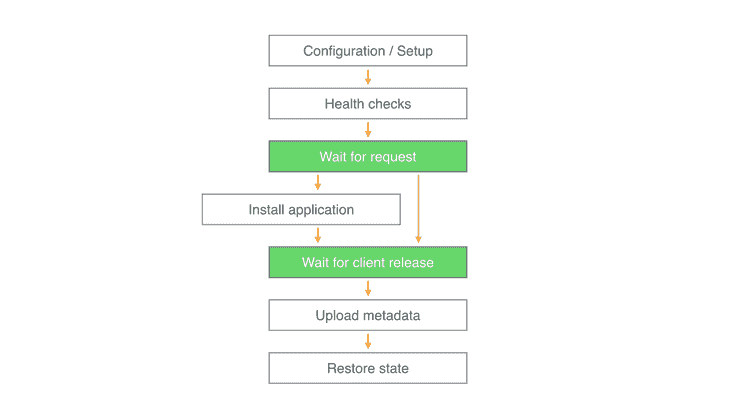 Configuration / Setup
Health checks
Wait for request
Install application
Wait for client release
Upload metadata
Restore state